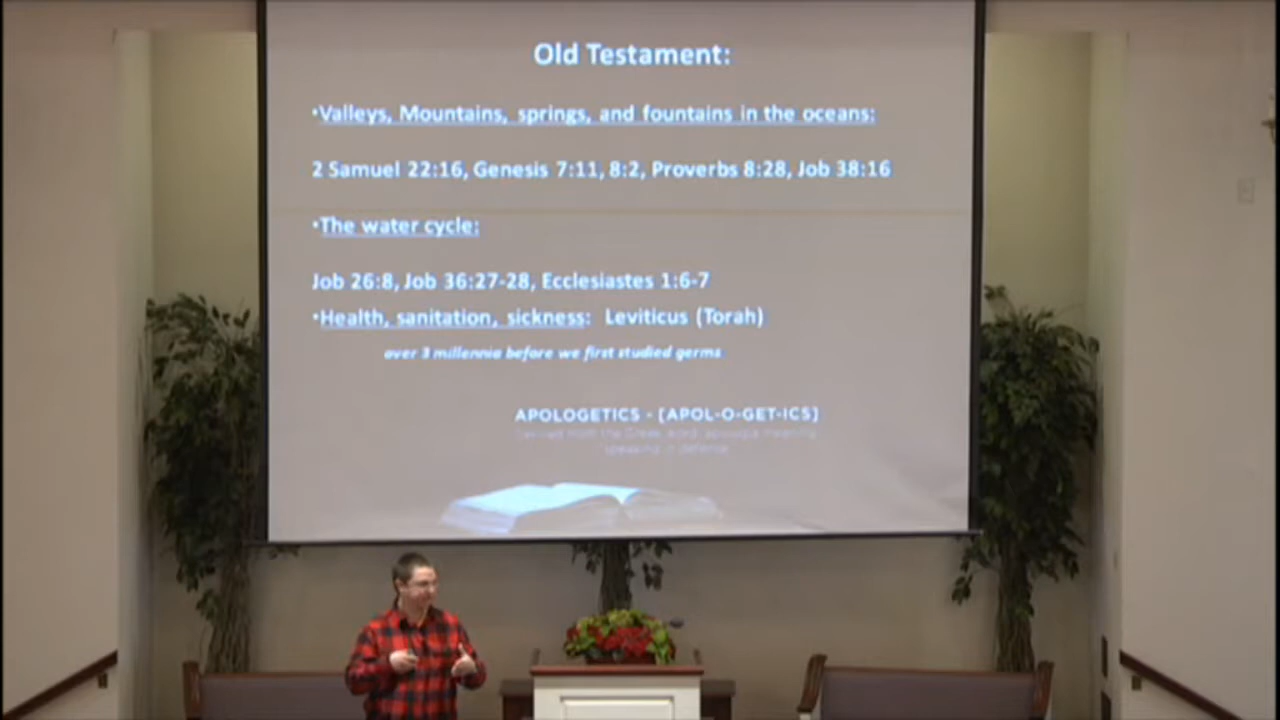 Old Testament:
•Valleys, Mountains, springs, and fountains in the oceans:
2 Samuel 22:16, Genesis 7:11, 8:2, Proverbs 8:28, Job 38:16
•The water cycle:
Job 26:8, Job 36:27-28, Ecclesiastes 1:6-7
•Health, sanitation, sickness: Leviticus (Torah)
over 3 millennia before we first studied germs
APOLOGETICS - [APOL-O-GET-ICS]